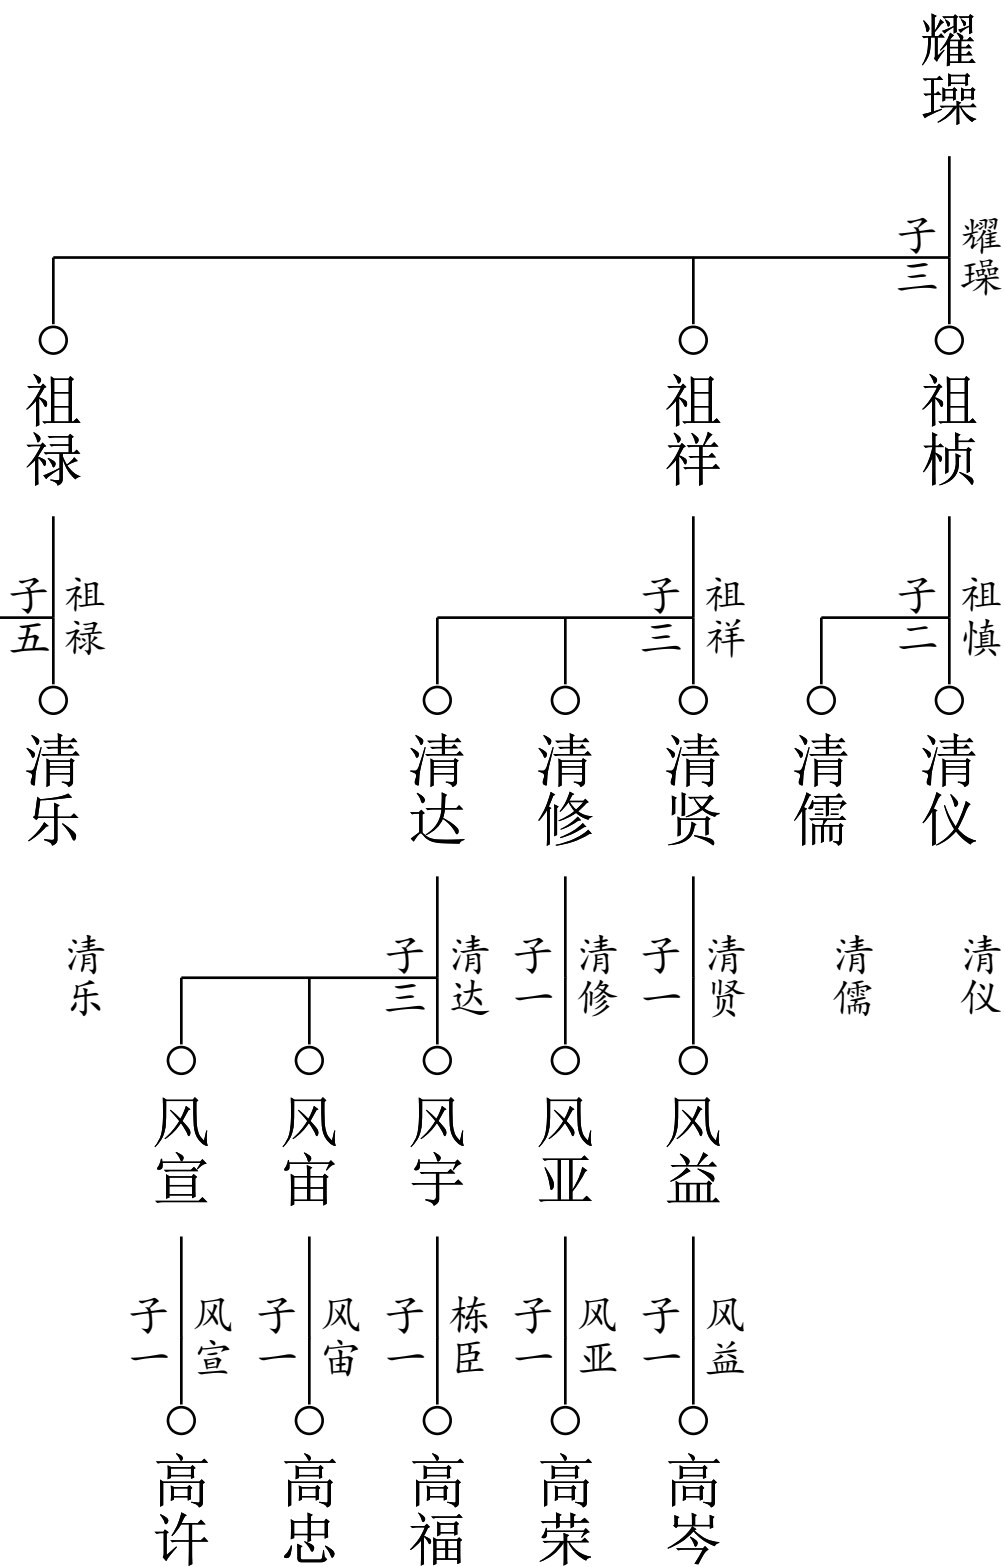 耀璪
耀璪
子三
祖桢
祖祥
祖禄
祖慎
子二
祖祥
子三
祖禄
子五
清仪
清儒
清贤
清修
清达
清乐
清仪
清儒
清贤
子一
清修
子一
清达
子三
清乐
风益
风亚
风宇
风宙
风宣
风益
子一
风亚
子一
栋臣
子一
风宙
子一
风宣
子一
高岑
高荣
高福
高忠
高许